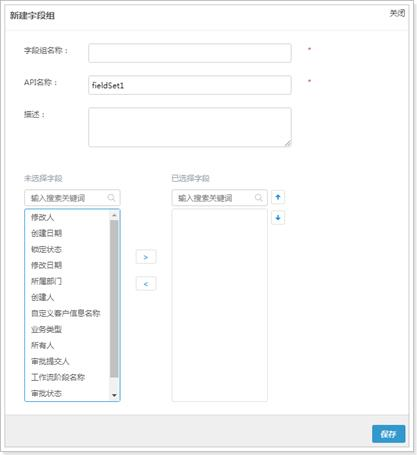 新建字段组
关闭
字段组名称：
*
API名称：
fieldSet1
*
描述：
未选择字段
已选择字段
输入搜索关键词
输入搜索关键词
修改人
创建日期
锁定状态
修改日期
所属部门
创建人
自定义客户信息名称
业务类型
所有人
审批提交人
工作流阶段名称
审批状态
>
<
保存